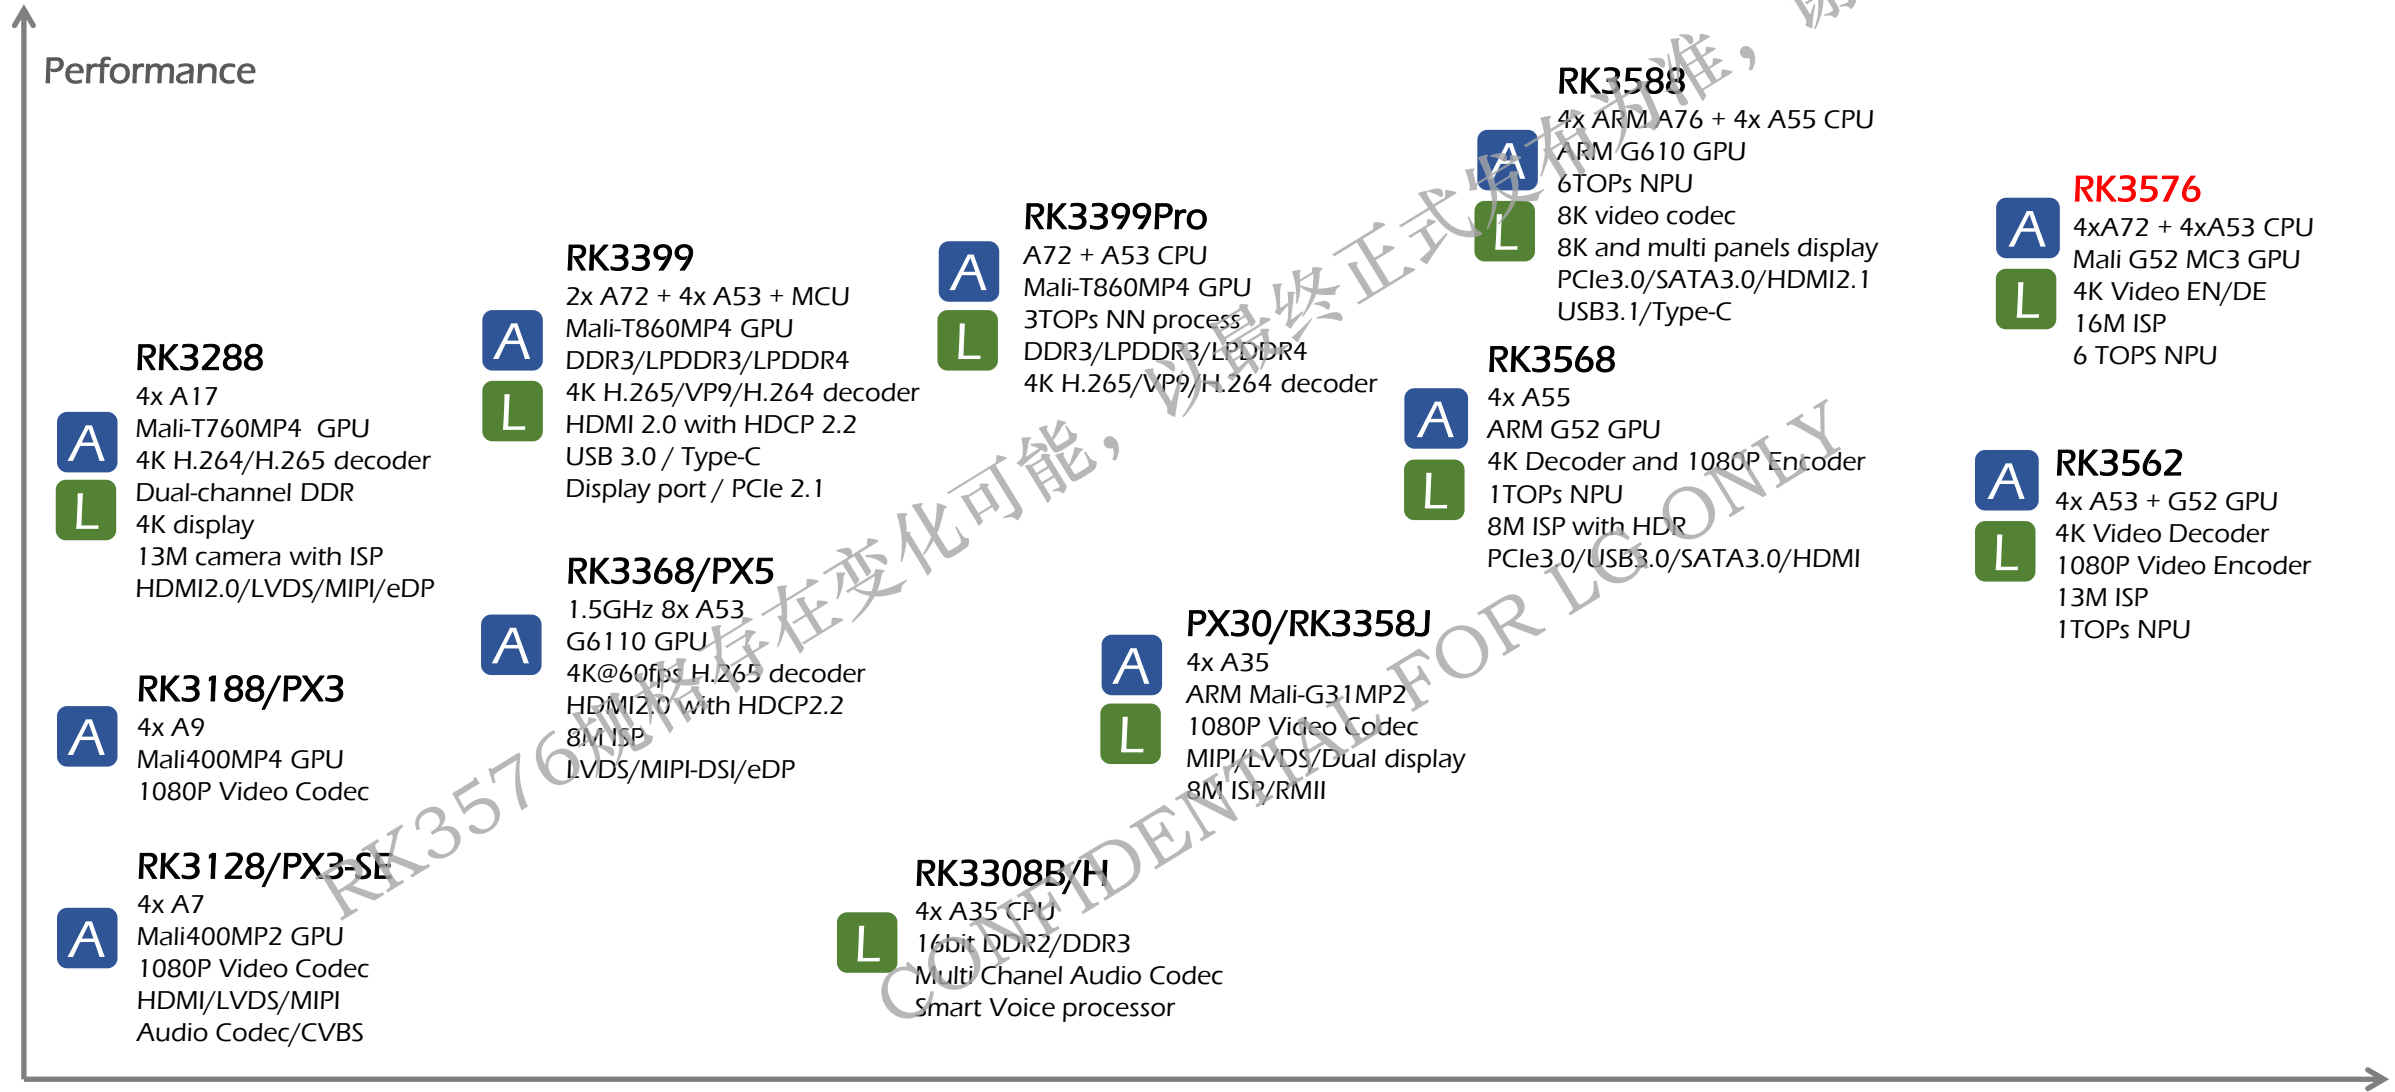 Performance
RK3588
4x ARM A76 + 4x A55 CPU
ARM G610 GPU
6TOPs NPU
8K video codec
8K and multi panels display
PCIe3.0/SATA3.0/HDMI2.1
USB3.1/Type-C
A
L
RK3576
4xA72 + 4xA53 CPU
Mali G52 MC3 GPU
4K Video EN/DE
16M ISP
6 TOPS NPU
A
L
RK3399Pro
A72 + A53 CPU
Mali-T860MP4 GPU
3TOPs NN process
DDR3/LPDDR3/LPDDR4
4K H.265/VP9/H.264 decoder
A
L
RK3399
2x A72 + 4x A53 + MCU
Mali-T860MP4 GPU
DDR3/LPDDR3/LPDDR4
4K H.265/VP9/H.264 decoder
HDMI 2.0 with HDCP 2.2
USB 3.0 / Type-C
Display port / PCIe 2.1
A
L
RK3288
4x A17
Mali-T760MP4  GPU
4K H.264/H.265 decoder
Dual-channel DDR
4K display
13M camera with ISP
HDMI2.0/LVDS/MIPI/eDP
A
L
RK3568
4x A55
ARM G52 GPU
4K Decoder and 1080P Encoder
1TOPs NPU
8M ISP with HDR
PCIe3.0/USB3.0/SATA3.0/HDMI
A
L
RK3562
4x A53 + G52 GPU
4K Video Decoder
1080P Video Encoder
13M ISP
1TOPs NPU
A
L
RK3368/PX5
1.5GHz 8x A53
G6110 GPU
4K@60fps H.265 decoder
HDMI2.0 with HDCP2.2
8M ISP
LVDS/MIPI-DSI/eDP
A
PX30/RK3358J
4x A35
ARM Mali-G31MP2
1080P Video Codec
MIPI/LVDS/Dual display
8M ISP/RMII
A
L
RK3188/PX3
4x A9
Mali400MP4 GPU
1080P Video Codec
A
RK3128/PX3-SE
4x A7
Mali400MP2 GPU
1080P Video Codec
HDMI/LVDS/MIPI
Audio Codec/CVBS
A
RK3308B/H
4x A35 CPU
16bit DDR2/DDR3
Multi Chanel Audio Codec
Smart Voice processor
L
RK3576规格存在变化可能，以最终正式发布为准，
CONFIDENTIAL FOR LG ONLY